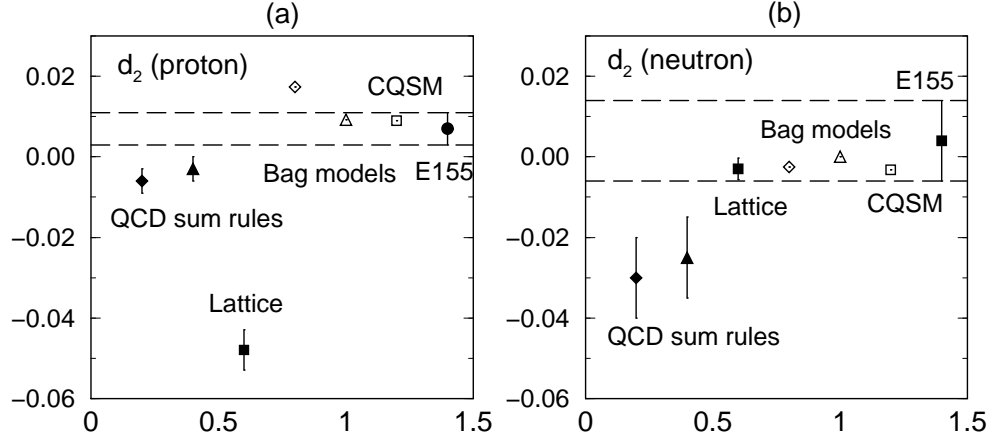 (a)
d2 (proton)
CQSM
Bag models
E155
QCD sum rules
Lattice
0.02
0.00
−0.02
−0.04
−0.06
0
0.5
1
1.5
(b)
d2 (neutron)
E155
Bag models
Lattice
CQSM
QCD sum rules
0.02
0.00
−0.02
−0.04
−0.06
0
0.5
1
1.5